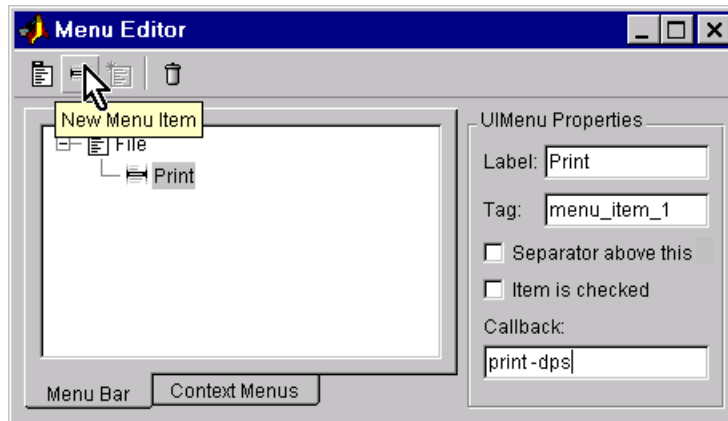 Menu Editor
New Menu Item
File
Print
Menu Bar
Context Menus
UIMenu Properties
Label: Print
Tag: menu_item_1
Separator above this
Item is checked
Callback:
print -dps